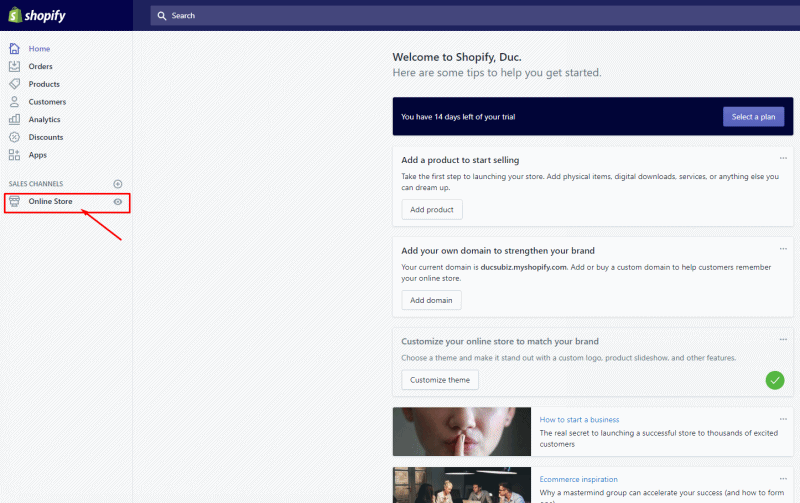 shopify
Search
Home
Orders
Products
Customers
Analytics
Discounts
Apps
SALES CHANNELS
Online Store
Welcome to Shopify, Duc.
Here are some tips to help you get started.
You have 14 days left of your trial
Select a plan
Add a product to start selling
Take the first step to launching your store. Add physical items, digital downloads, services, or anything else you
can dream up.
Add product
Add your own domain to strengthen your brand
Your current domain is ducsubiz.myshopify.com. Add or buy a custom domain to help customers remember
your online store.
Add domain
Customize your online store to match your brand
Choose a theme and make it stand out with a custom logo, product slideshow, and other features.
Customize theme
How to start a business
The real secret to launching a successful store to thousands of excited
customers
Ecommerce inspiration
Why a mastermind group can accelerate your success (and how to form